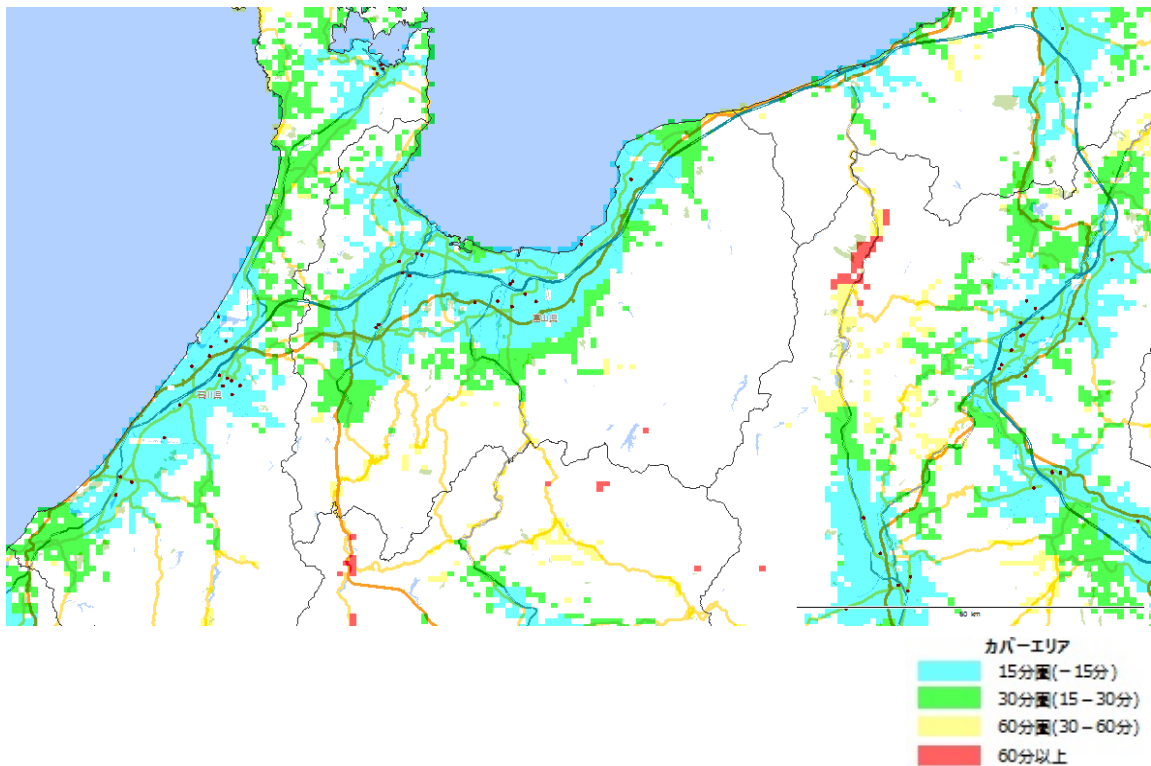 富山県
石川県
50 km
カバーエリア
15分圏(－15分)
30分圏(15－30分)
60分圏(30－60分)
60分以上